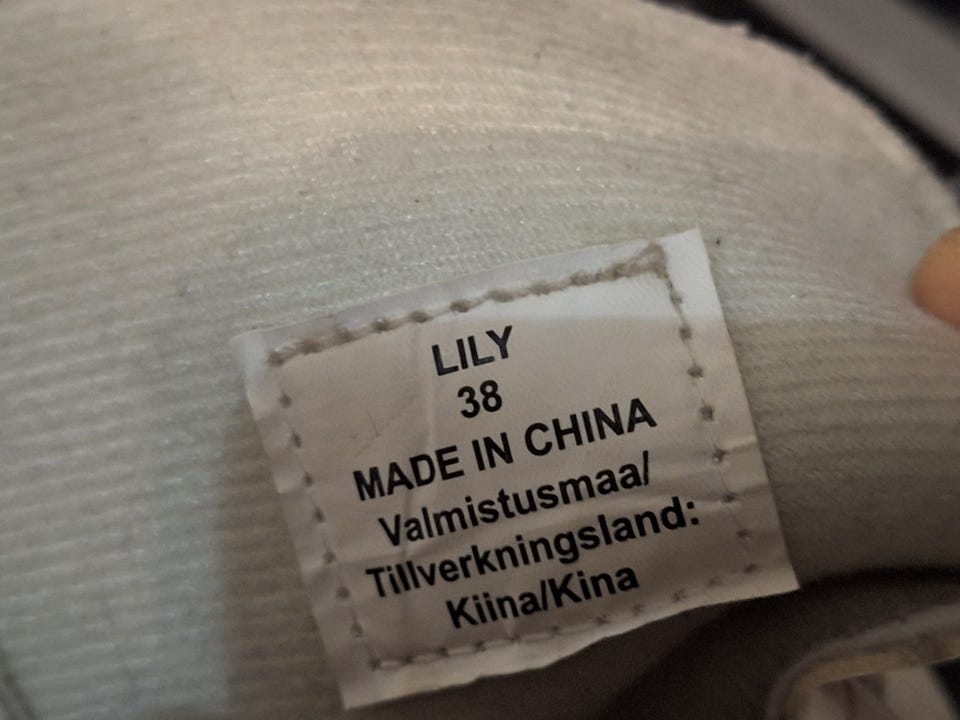 LILY
38
MADE IN CHINA
Valmistusmaa/
Tillverkningsland:
Kiina/Kina